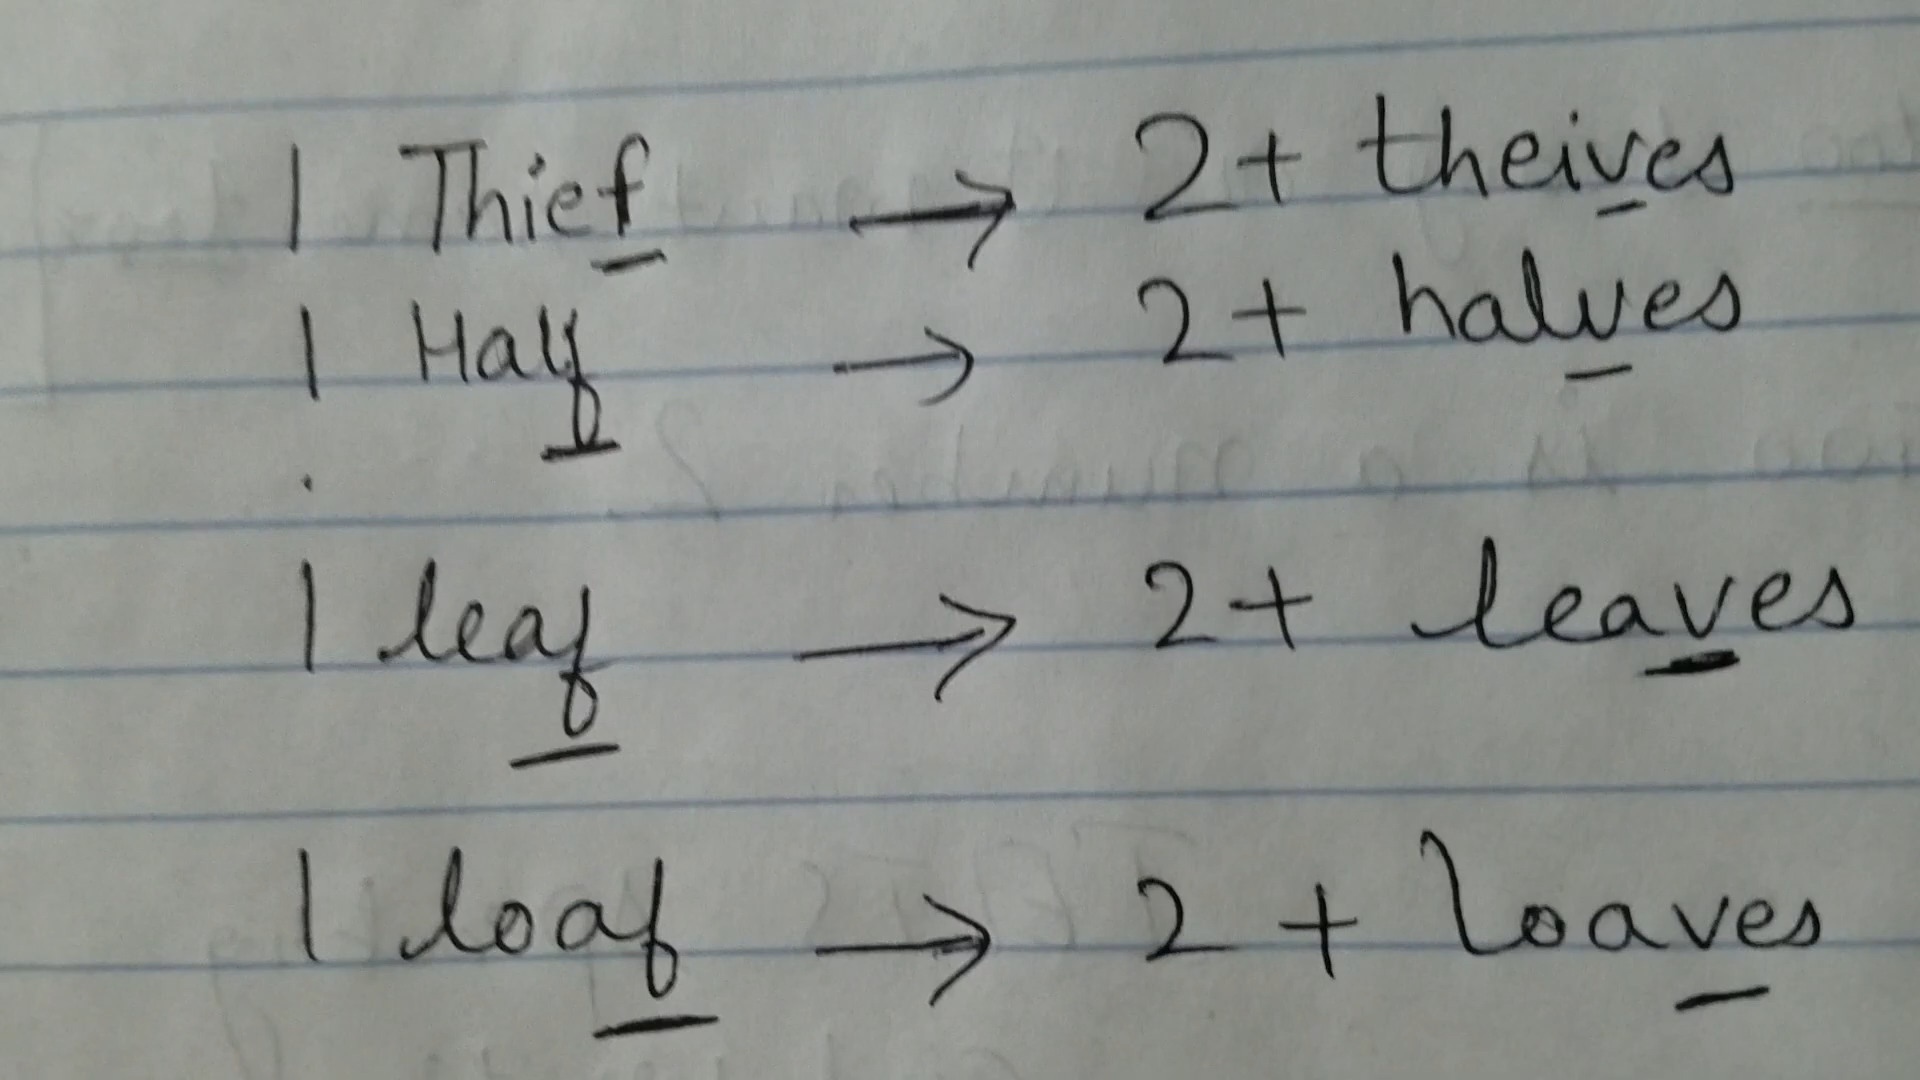 1 Thief → 2+ theives
1 Half → 2+ halves
1 leaf → 2+ leaves
1 loaf → 2 + loaves